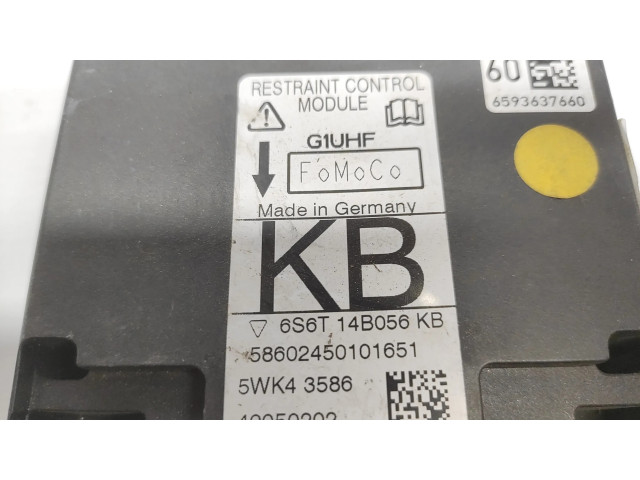 RESTRAINT CONTROL
MODULE
G1UHF
FoMoCo
Made in Germany
KB
6S6T 14B056 KB
58602450101651
5WK4 3586
60
6593637660